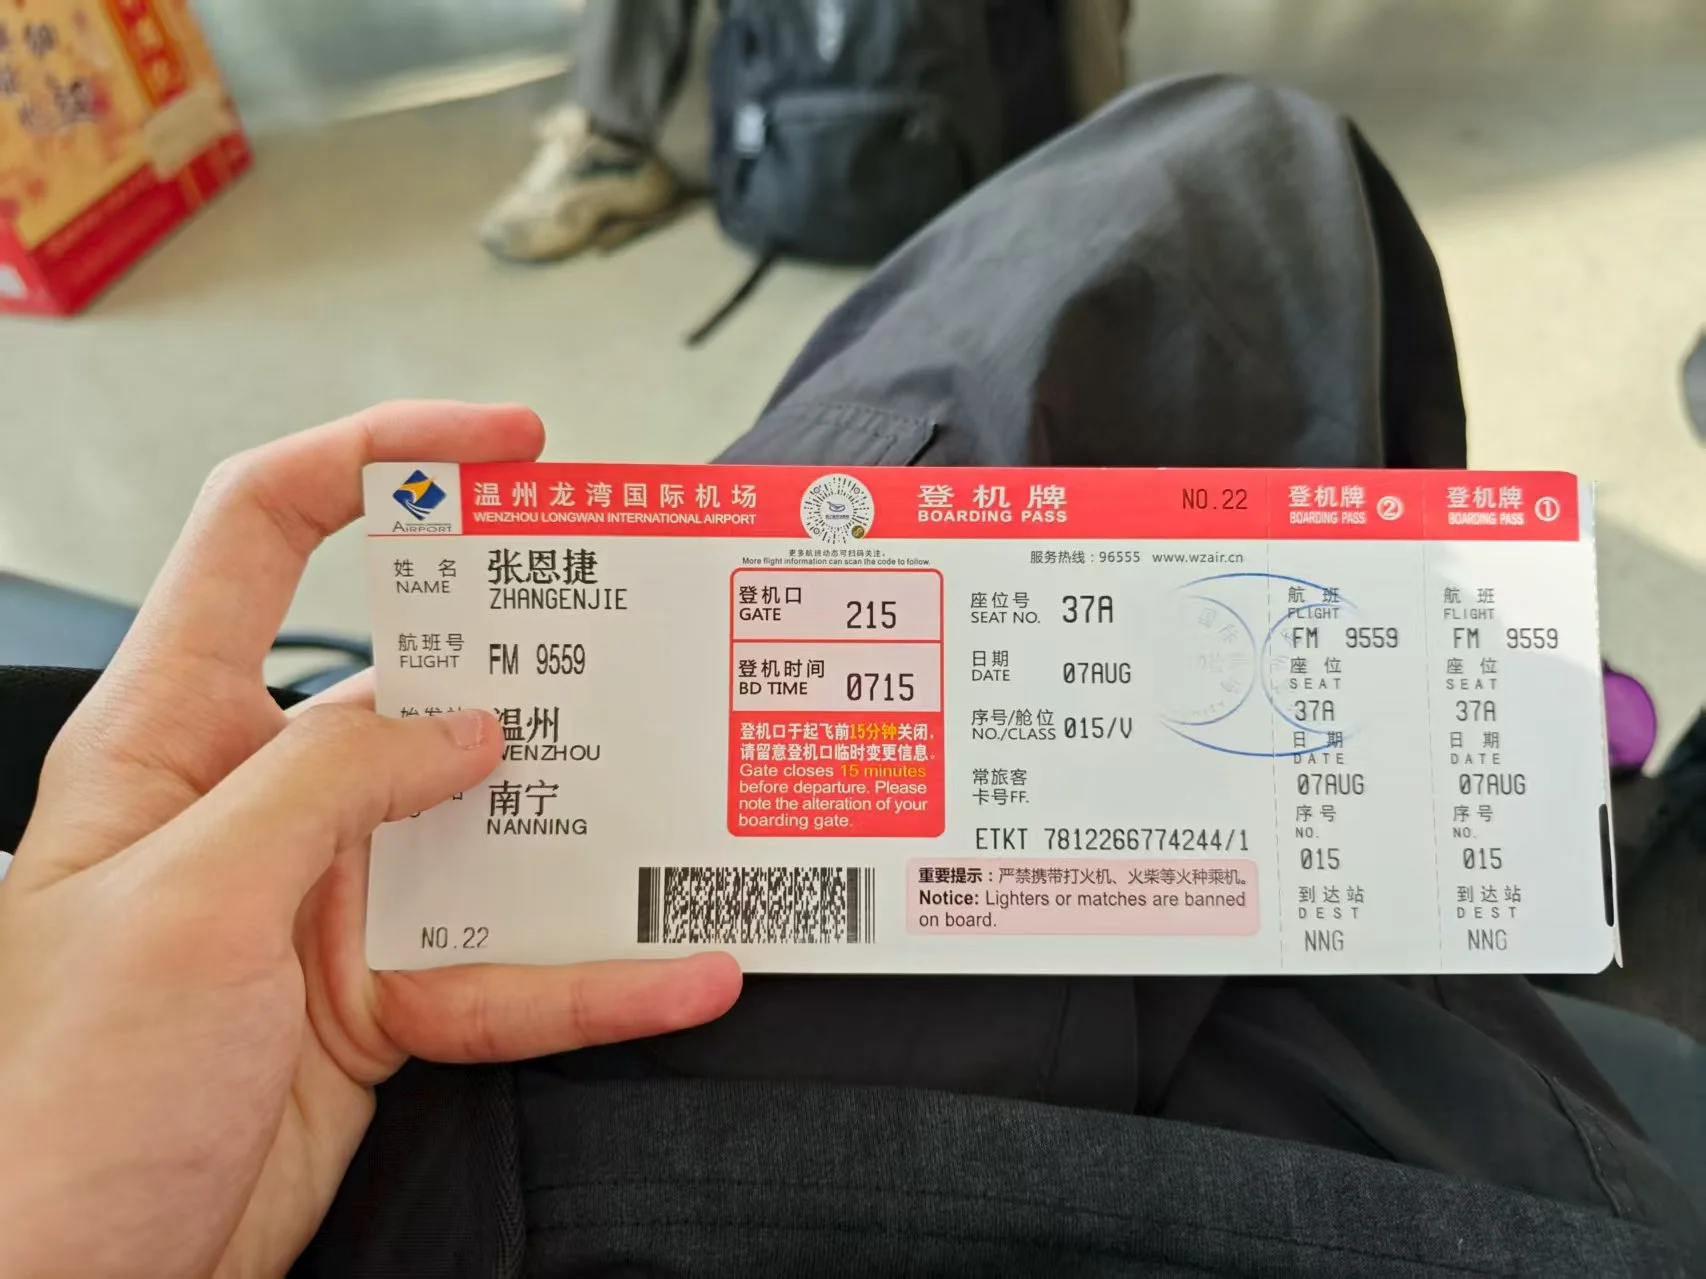 温州龙湾国际机场
WENZHOU LONGWAN INTERNATIONAL AIRPORT
AIRPORT
登机牌
BOARDING PASS
NO.22
姓 名
NAME
张恩捷
ZHANGENJIE
航班号
FLIGHT
FM 9559
温州
WENZHOU
南宁
NANNING
NO.22
更多航班动态可扫码关注。
More flight information can scan the code to follow.
登机口
GATE
215
登机时间
BD TIME
0715
登机口于起飞前15分钟关闭,
请留意登机口临时变更信息。
Gate closes 15 minutes
before departure. Please
note the alteration of your
boarding gate.
服务热线：96555 www.wzair.cn
座位号
SEAT NO.
37A
日期
DATE
07AUG
序号/舱位
NO./CLASS
015/V
常旅客
卡号FF.
ETKT 7812266774244/1
重要提示：严禁携带打火机、火柴等火种乘机。
Notice: Lighters or matches are banned
on board.
登机牌 ②
BOARDING PASS
航 班
FLIGHT
FM 9559
座 位
SEAT
37A
日 期
DATE
07AUG
序号
NO.
015
到达站
DEST
NNG
登机牌 ①
BOARDING PASS
航 班
FLIGHT
FM 9559
座 位
SEAT
37A
日 期
DATE
07AUG
序号
NO.
015
到达站
DEST
NNG